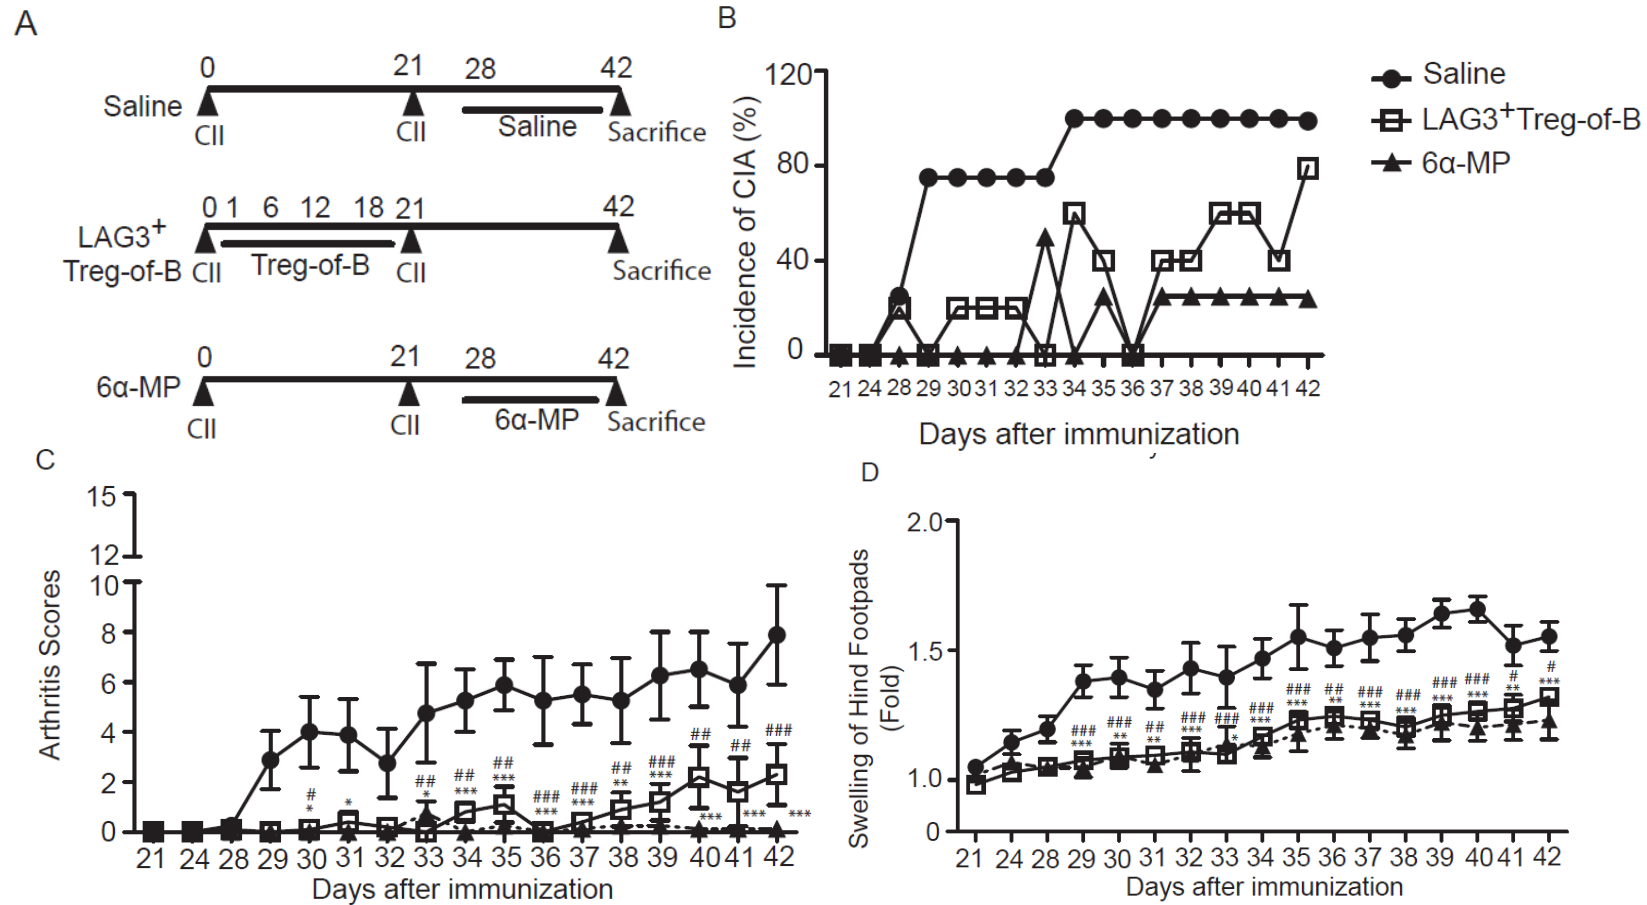 A
0 21 28 42
Saline
CII CII Saline Sacrifice
0 1 6 12 18 21 42
LAG3+
Treg-of-B
CII Treg-of-B CII Sacrifice
0 21 28 42
6α-MP
CII CII 6α-MP Sacrifice
B
Incidence of CIA (%)
120
80
40
0
21 24 28 29 30 31 32 33 34 35 36 37 38 39 40 41 42
Days after immunization
Saline
LAG3+Treg-of-B
6α-MP
C
Arthritis Scores
15
12
10
8
6
4
2
0
# * * ## * ## *** ## *** ### *** ### *** ## ** ### *** ## *** ## *** ### ***
21 24 28 29 30 31 32 33 34 35 36 37 38 39 40 41 42
Days after immunization
D
Swelling of Hind Footpads
(Fold)
2.0
1.5
1.0
0
### *** ### ** ## ** ### *** ### * ### *** ### *** ## ** ### *** ### *** ### *** ### *** # ** # ***
21 24 28 29 30 31 32 33 34 35 36 37 38 39 40 41 42
Days after immunization